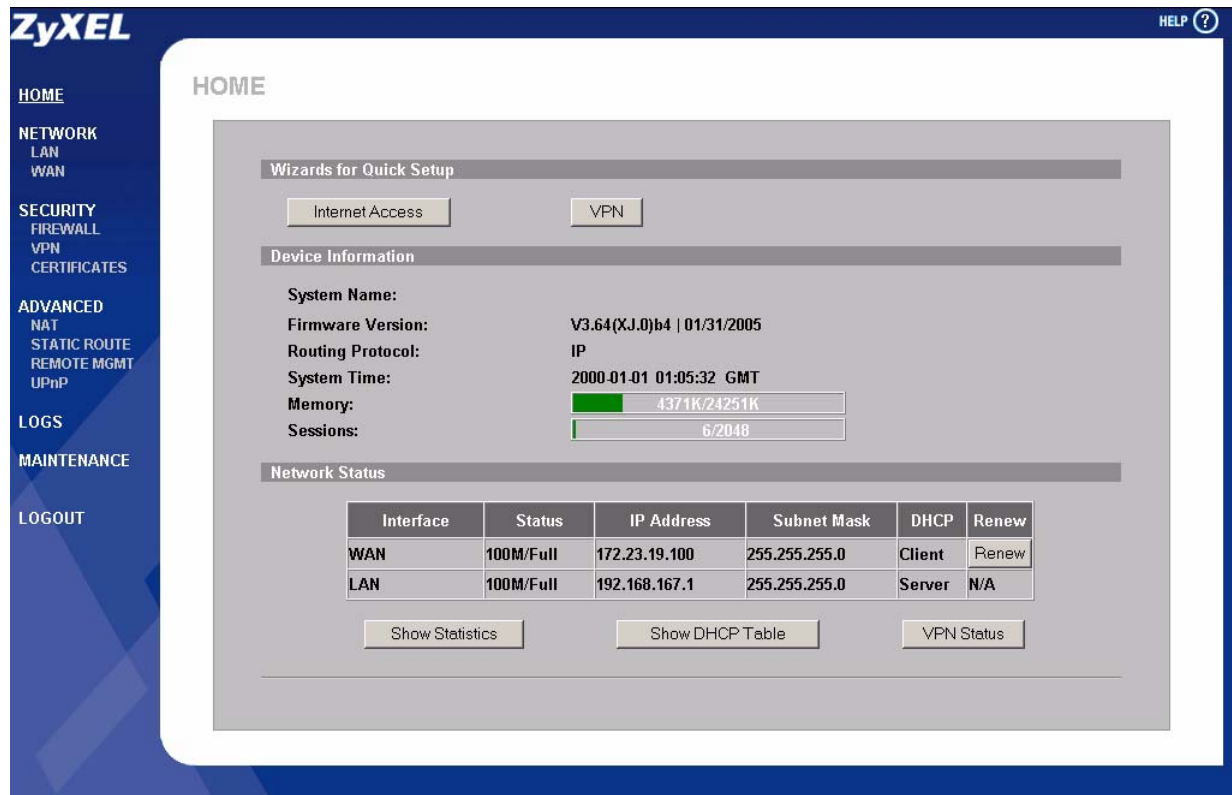 ZyXEL
HELP ?
HOME
NETWORK
LAN
WAN
SECURITY
FIREWALL
VPN
CERTIFICATES
ADVANCED
NAT
STATIC ROUTE
REMOTE MGMT
UPnP
LOGS
MAINTENANCE
LOGOUT
HOME
Wizards for Quick Setup
Internet Access VPN
Device Information
System Name:
Firmware Version: V3.64(XJ.0)b4 | 01/31/2005
Routing Protocol: IP
System Time: 2000-01-01 01:05:32 GMT
Memory: 4371K/24251K
Sessions: 6/2048
Network Status
Interface Status IP Address Subnet Mask DHCP Renew
WAN 100M/Full 172.23.19.100 255.255.255.0 Client Renew
LAN 100M/Full 192.168.167.1 255.255.255.0 Server N/A
Show Statistics Show DHCP Table VPN Status